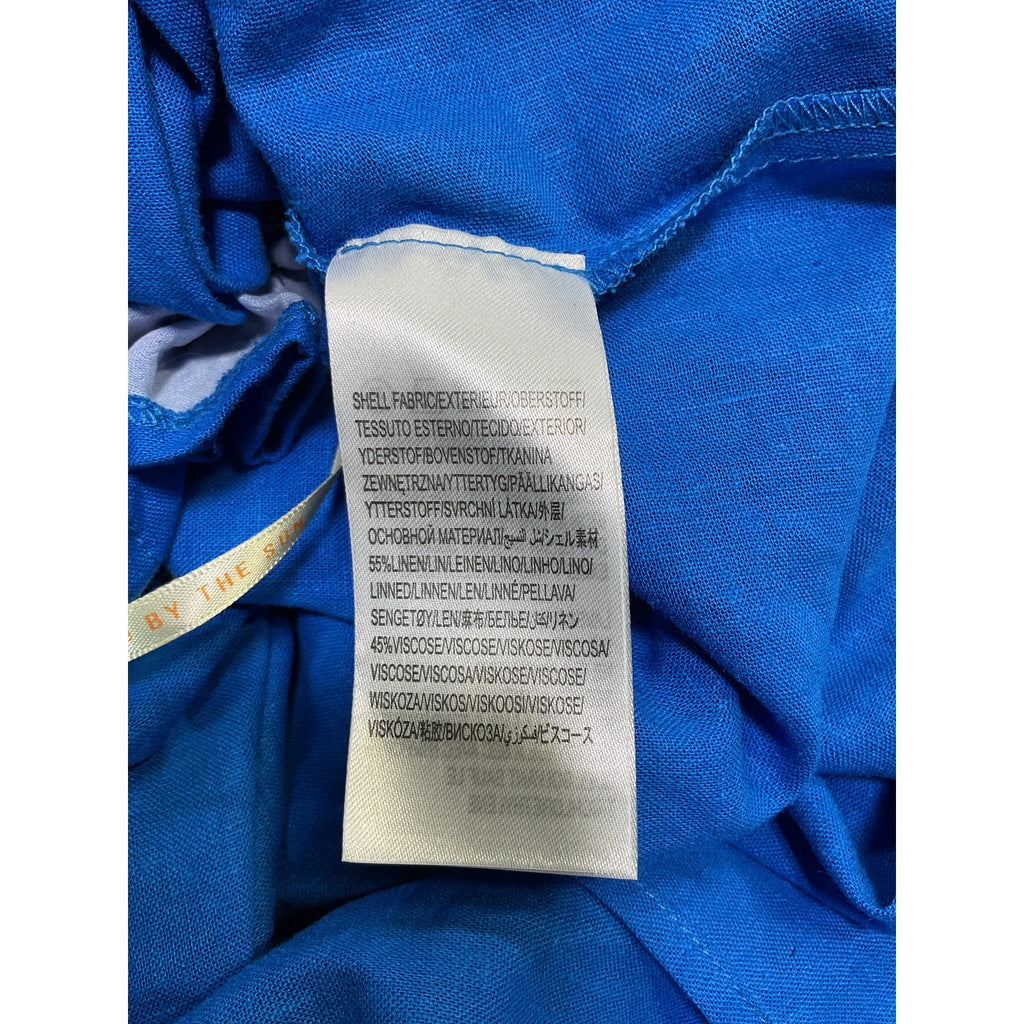 SHELL FABRIC/EXTERIEUR/OBERSTOFF/
TESSUTO ESTERNO/TECIDO/EXTERIOR/
YDERSTOF/BOVENSTOF/TKANINA
ZEWNĘTRZNA/YTTERTYG/PÄÄLLIKANGAS/
YTTERSTOFF/SVRCHNÍ LÁTKA/外层/
ОСНОВНОЙ МАТЕРИАЛ/شل النسيج/シェル素材
55%LINEN/LIN/LEINEN/LINO/LINHO/LINO/
LINNED/LINNEN/LEN/LINNÉ/PELLAVA/
SENGETØY/LEN/麻布/БЕЛЬЕ/كتان/リネン
45%VISCOSE/VISCOSE/VISKOSE/VISCOSA/
VISCOSE/VISCOSA/VISKOSE/VISCOSE/
WISKOZA/VISKOS/VISKOOSI/VISKOSE/
VISKÓZA/粘胶/ВИСКОЗА/فسكوزي/ビスコース
BY THE SUN